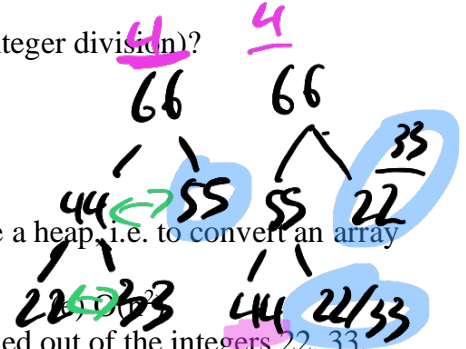 nteger division)?
4 4
66 66
33
44 55 55 22
e a heap, i.e. to convert an array
22 33 44 22/33
ed out of the integers 22, 33